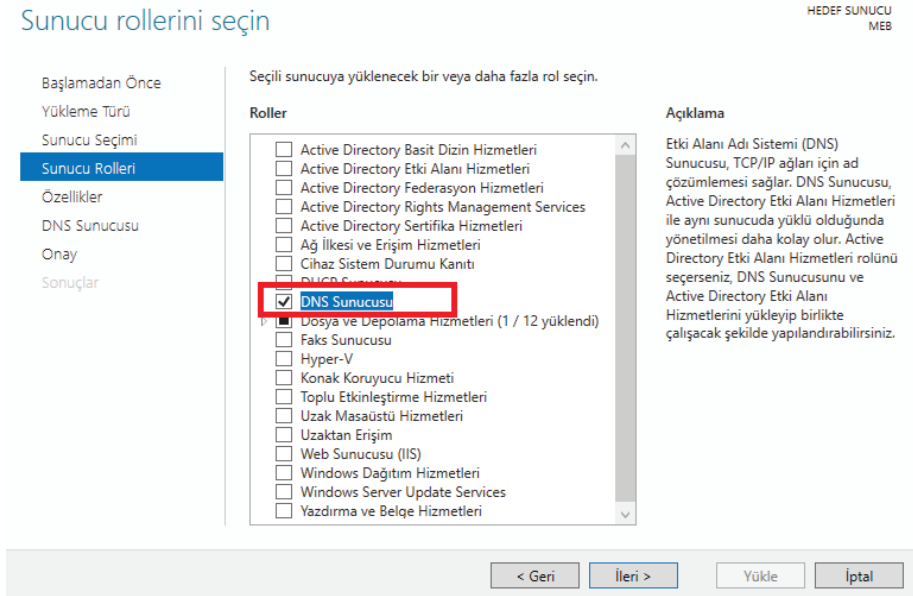 Sunucu rollerini seçin
HEDEF SUNUCU
MEB
Başlamadan Önce
Yükleme Türü
Sunucu Seçimi
Sunucu Rolleri
Özellikler
DNS Sunucusu
Onay
Sonuçlar
Seçili sunucuya yüklenecek bir veya daha fazla rol seçin.
Roller
Active Directory Basit Dizin Hizmetleri
Active Directory Etki Alanı Hizmetleri
Active Directory Federasyon Hizmetleri
Active Directory Rights Management Services
Active Directory Sertifika Hizmetleri
Ağ İlkesi ve Erişim Hizmetleri
Cihaz Sistem Durumu Kanıtı
DHCP Sunucusu
DNS Sunucusu
Dosya ve Depolama Hizmetleri (1 / 12 yüklendi)
Faks Sunucusu
Hyper-V
Konak Koruyucu Hizmeti
Toplu Etkinleştirme Hizmetleri
Uzak Masaüstü Hizmetleri
Uzaktan Erişim
Web Sunucusu (IIS)
Windows Dağıtım Hizmetleri
Windows Server Update Services
Yazdırma ve Belge Hizmetleri
Açıklama
Etki Alanı Adı Sistemi (DNS)
Sunucusu, TCP/IP ağları için ad
çözümlemesi sağlar. DNS Sunucusu,
Active Directory Etki Alanı Hizmetleri
ile aynı sunucuda yüklü olduğunda
yönetilmesi daha kolay olur. Active
Directory Etki Alanı Hizmetleri rolünü
seçerseniz, DNS Sunucusunu ve
Active Directory Etki Alanı
Hizmetlerini yükleyip birlikte
çalışacak şekilde yapılandırabilirsiniz.
< Geri
İleri >
Yükle
İptal